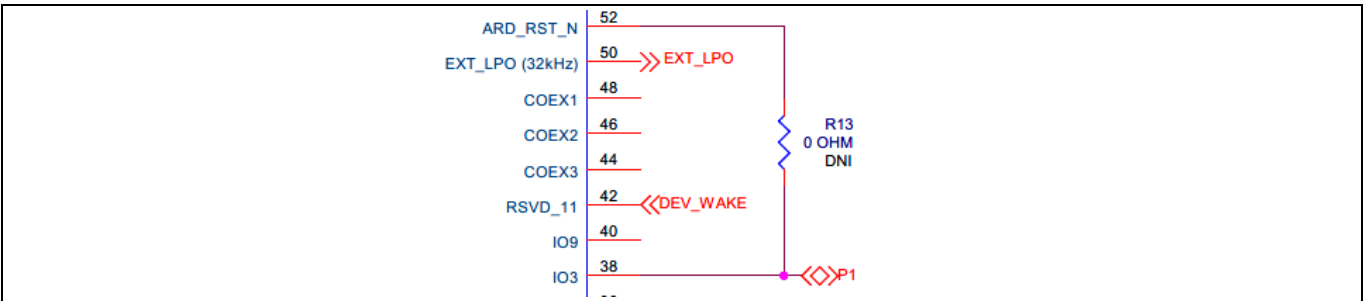 ARD_RST_N 52
EXT_LPO (32kHz) 50 EXT_LPO
COEX1 48
COEX2 46
COEX3 44
RSVD_11 42 DEV_WAKE
IO9 40
IO3 38 P1
R13
0 OHM
DNI